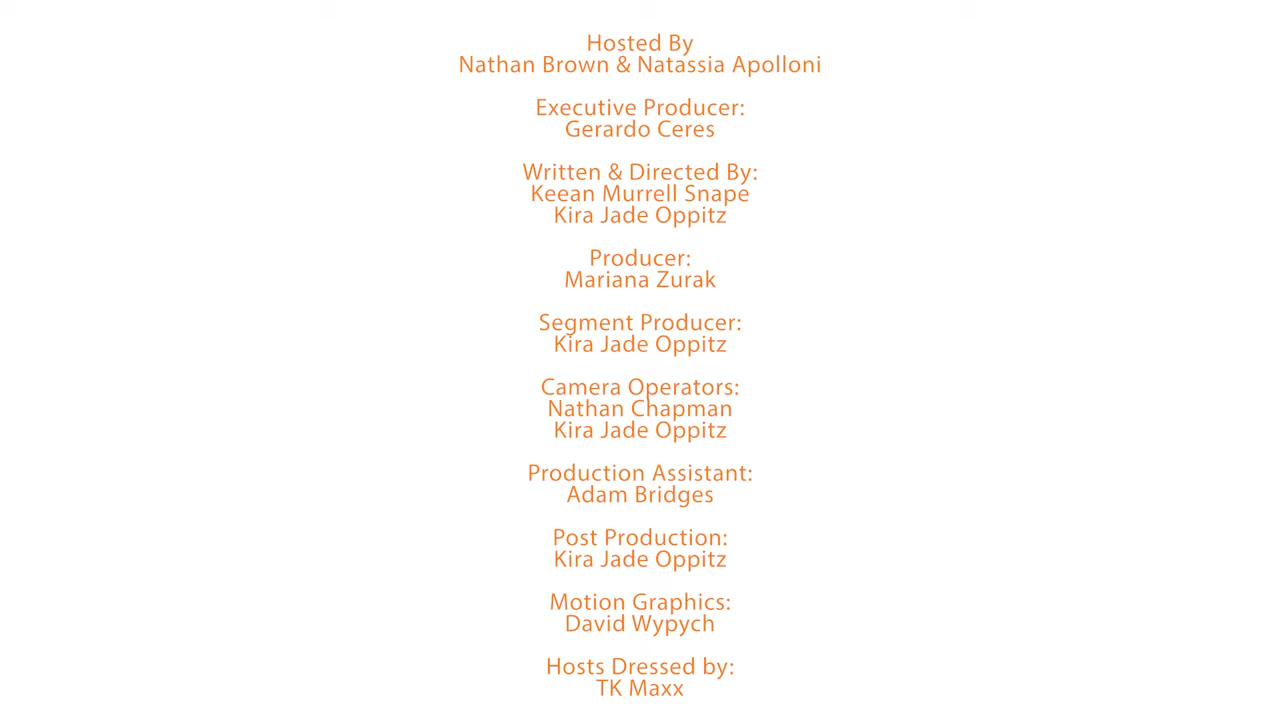 Hosted By
Nathan Brown & Natassia Apolloni
Executive Producer:
Gerardo Ceres
Written & Directed By:
Keean Murrell Snape
Kira Jade Oppitz
Producer:
Mariana Zurak
Segment Producer:
Kira Jade Oppitz
Camera Operators:
Nathan Chapman
Kira Jade Oppitz
Production Assistant:
Adam Bridges
Post Production:
Kira Jade Oppitz
Motion Graphics:
David Wypych
Hosts Dressed by:
TK Maxx